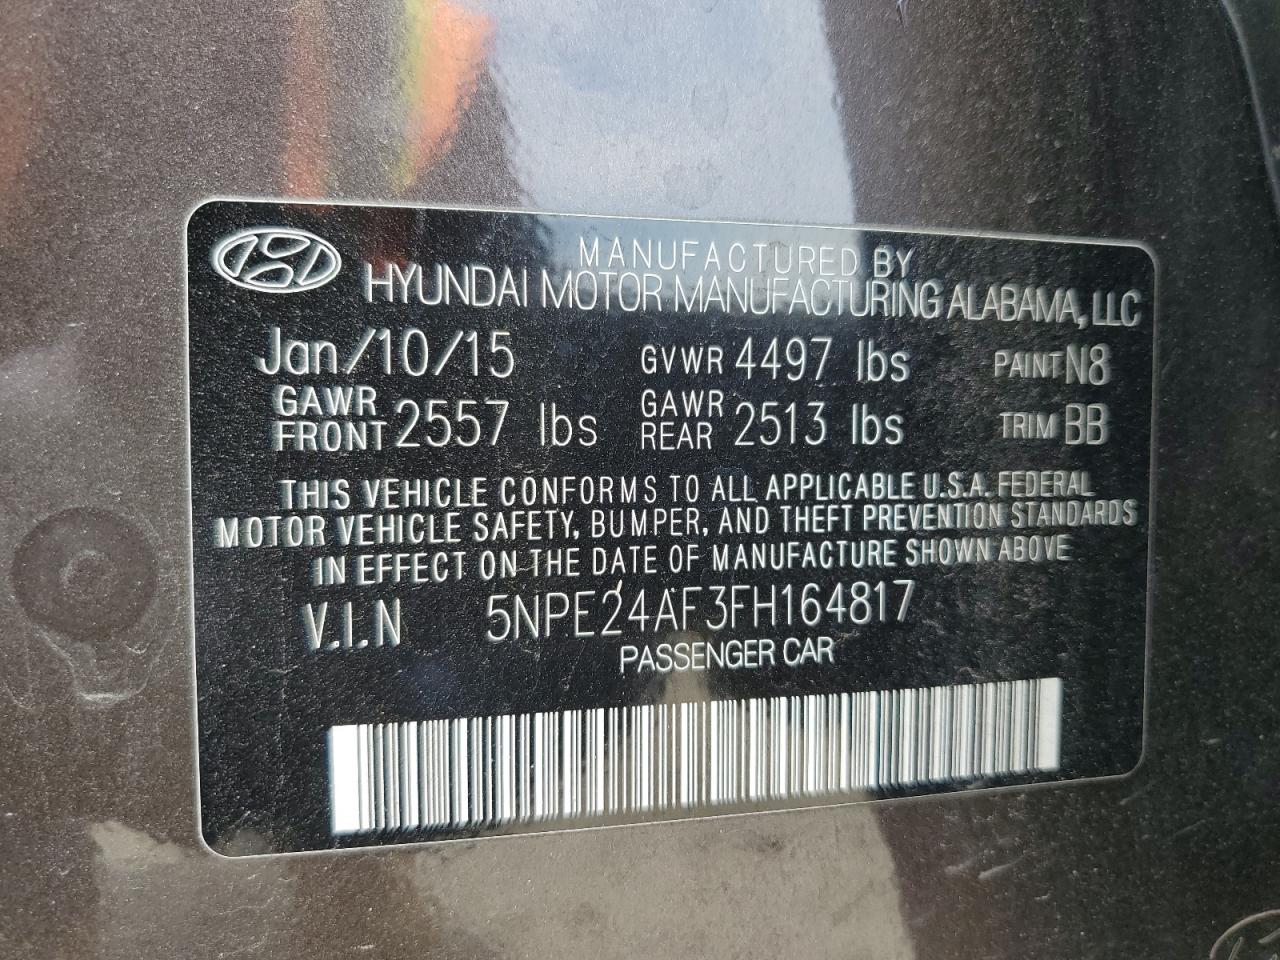 MANUFACTURED BY
HYUNDAI MOTOR MANUFACTURING ALABAMA, LLC
Jan/10/15 GVWR 4497 lbs PAINT N8
GAWR FRONT 2557 lbs GAWR REAR 2513 lbs TRIM BB
THIS VEHICLE CONFORMS TO ALL APPLICABLE U.S.A. FEDERAL
MOTOR VEHICLE SAFETY, BUMPER, AND THEFT PREVENTION STANDARDS
IN EFFECT ON THE DATE OF MANUFACTURE SHOWN ABOVE
V.I.N 5NPE24AF3FH164817
PASSENGER CAR